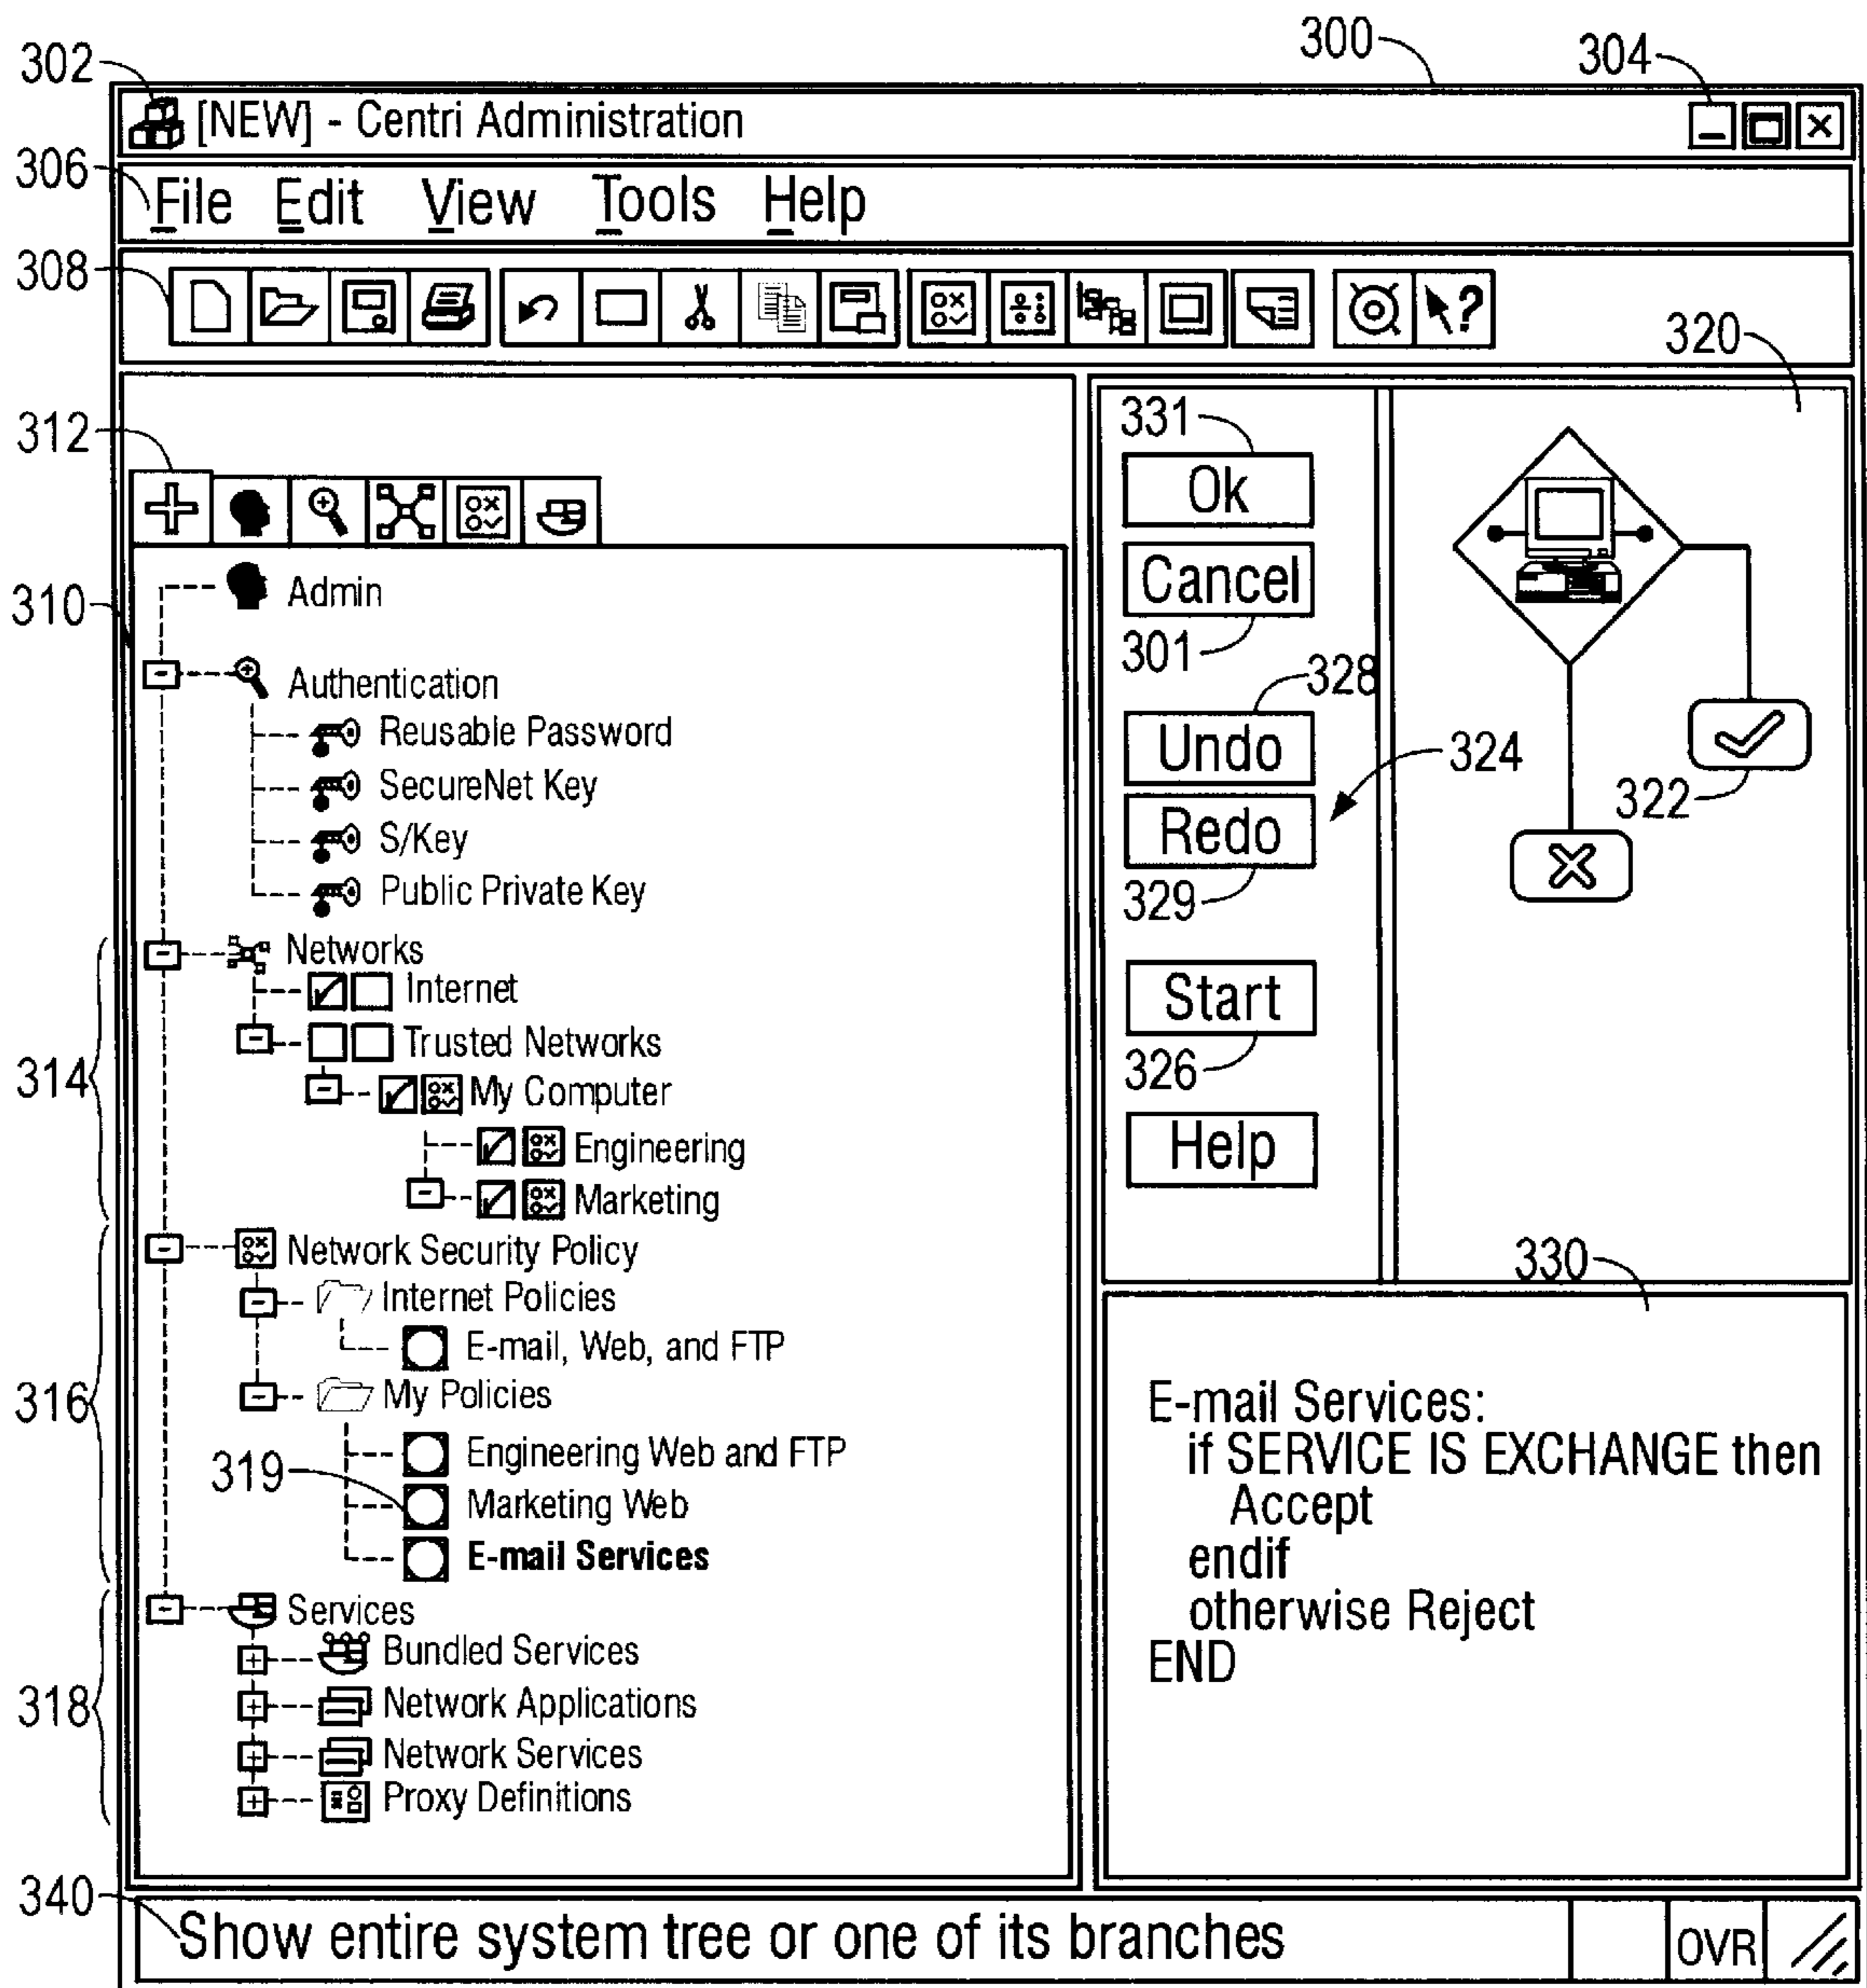 300
304
302
[NEW] - Centri Administration
306
File Edit View Tools Help
308
320
312
331
Ok
Cancel
301
310
Admin
328
Authentication
Reusable Password
Undo
324
SecureNet Key
322
S/Key
Redo
Public Private Key
329
Networks
Internet
Start
Trusted Networks
314
326
My Computer
Engineering
Help
Marketing
Network Security Policy
330
Internet Policies
E-mail, Web, and FTP
316
My Policies
Engineering Web and FTP
319
Marketing Web
E-mail Services
E-mail Services:
if SERVICE IS EXCHANGE then
Accept
endif
otherwise Reject
END
Services
Bundled Services
318
Network Applications
Network Services
Proxy Definitions
340
Show entire system tree or one of its branches
OVR